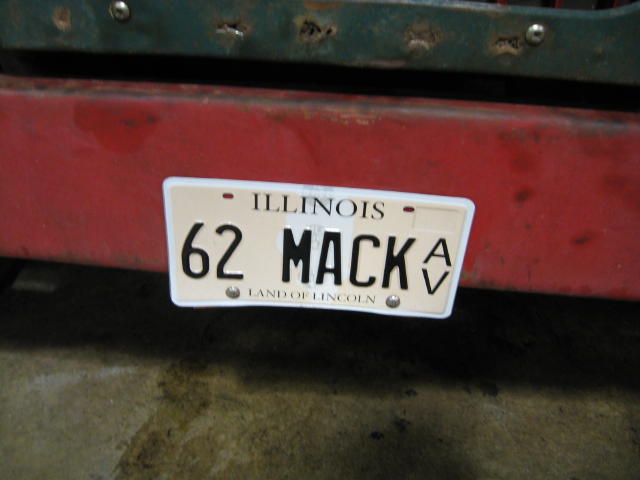 ILLINOIS
62 MACK AV
LAND OF LINCOLN